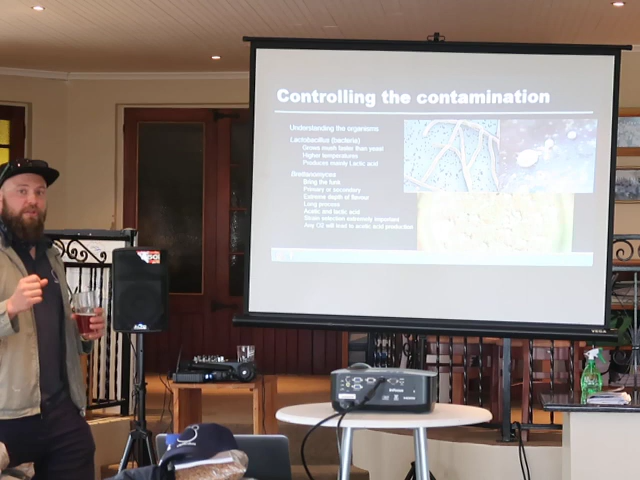 Controlling the contamination
Understanding the organisms
Lactobacillus (bacteria)
Grows much faster than yeast
Higher temperatures
Produces mainly Lactic acid
Brettanomyces
Bring the funk
Primary or secondary
Extreme depth of flavour
Long process
Acetic and lactic acid
Strain selection extremely important
Any O2 will lead to acetic acid production
VEGA